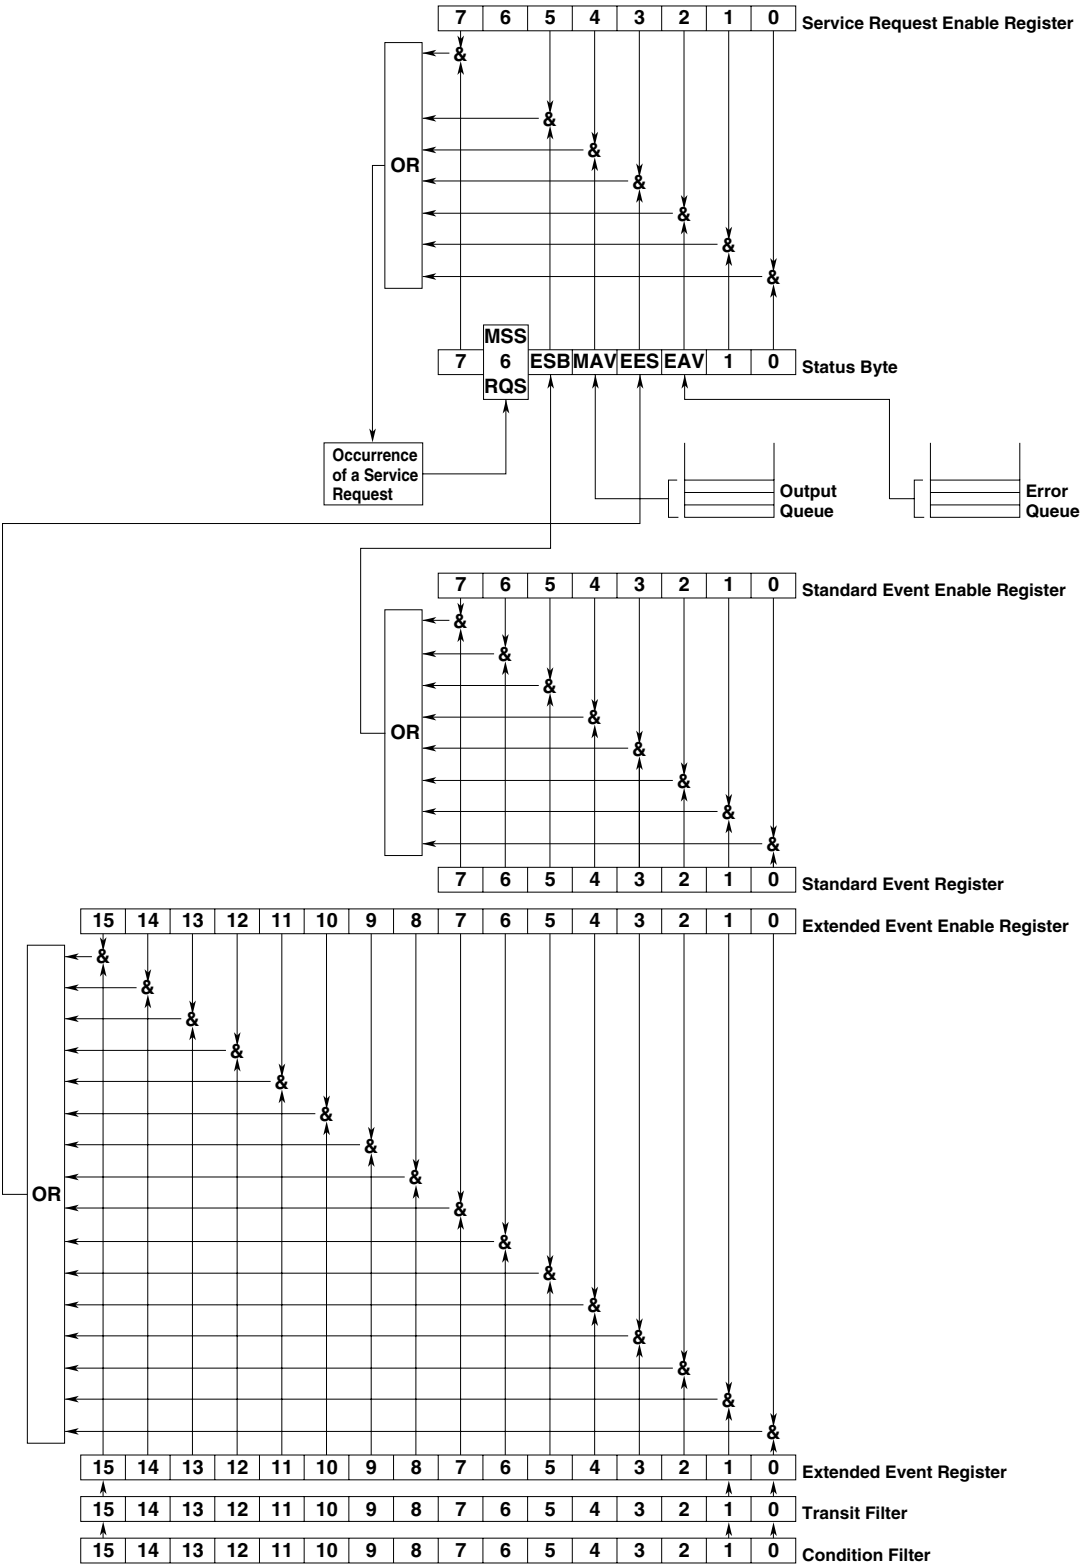 7 6 5 4 3 2 1 0 Service Request Enable Register
&
&
&
OR
&
&
&
&
MSS
7 6 ESB MAV EES EAV 1 0 Status Byte
RQS
Occurrence
of a Service
Request
Output
Queue
Error
Queue
7 6 5 4 3 2 1 0 Standard Event Enable Register
&
&
&
&
OR
&
&
&
&
7 6 5 4 3 2 1 0 Standard Event Register
15 14 13 12 11 10 9 8 7 6 5 4 3 2 1 0 Extended Event Enable Register
&
&
&
&
&
&
&
&
OR
&
&
&
&
&
&
&
&
15 14 13 12 11 10 9 8 7 6 5 4 3 2 1 0 Extended Event Register
15 14 13 12 11 10 9 8 7 6 5 4 3 2 1 0 Transit Filter
15 14 13 12 11 10 9 8 7 6 5 4 3 2 1 0 Condition Filter